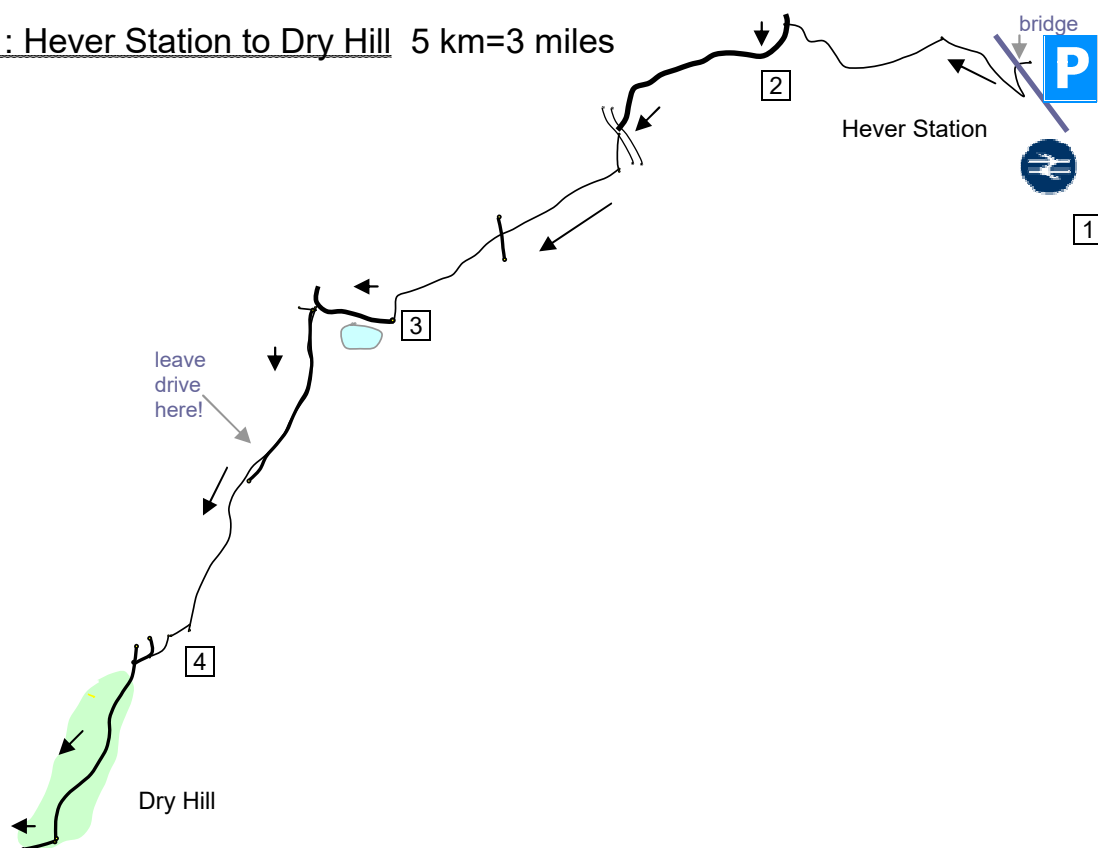 : Hever Station to Dry Hill 5 km=3 miles
bridge
P
2
Hever Station
1
3
leave
drive
here!
4
Dry Hill